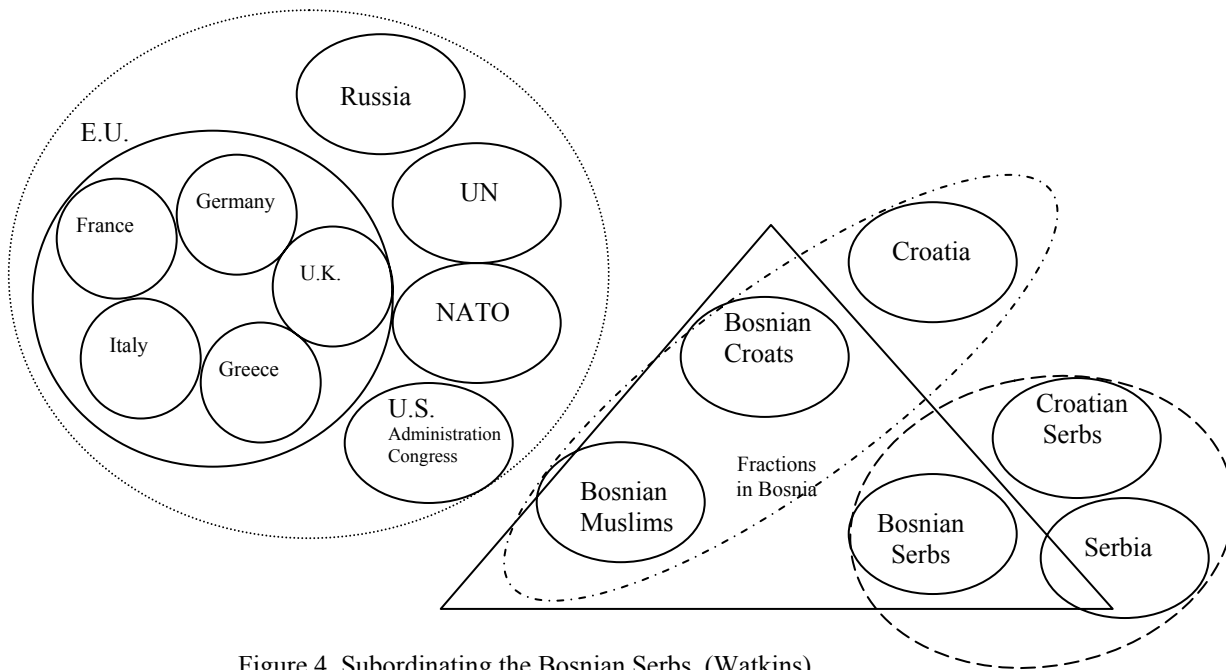 Russia
E.U.
UN
Germany
France
U.K.
NATO
Italy
Greece
U.S.
Administration
Congress
Croatia
Bosnian
Croats
Croatian
Serbs
Fractions
in Bosnia
Bosnian
Muslims
Bosnian
Serbs
Serbia
Figure 4. Subordinating the Bosnian Serbs. (Watkins)